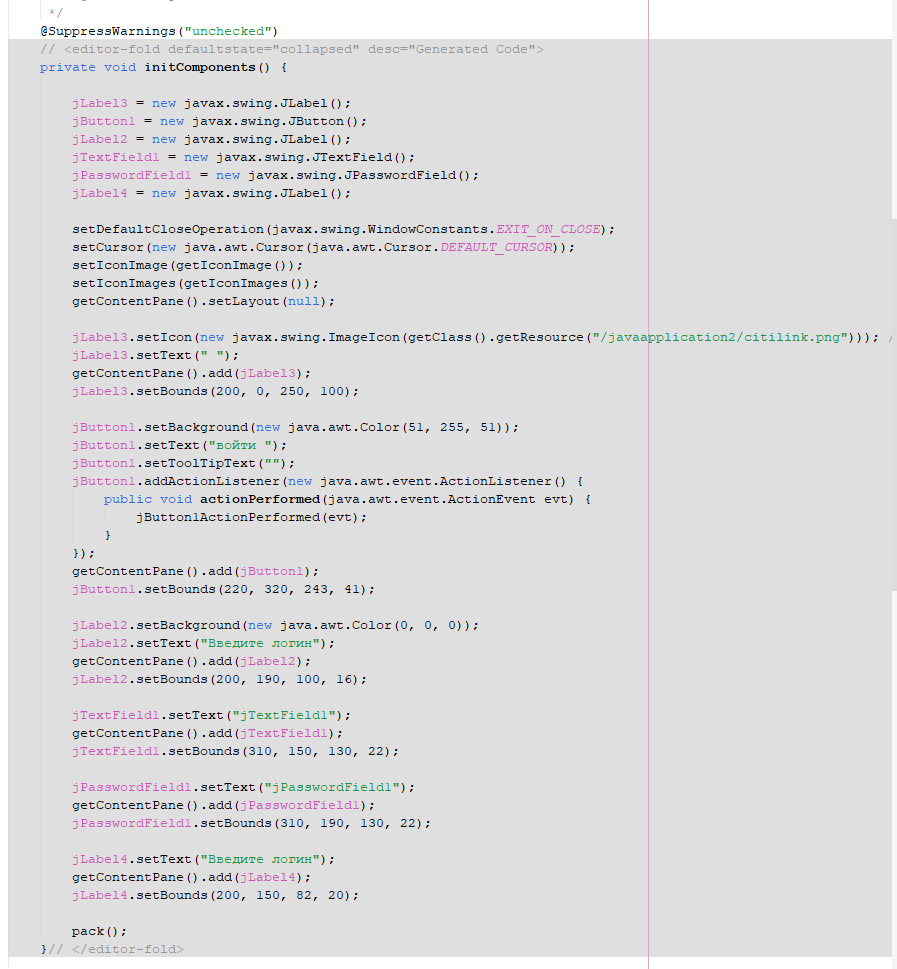 */
@SuppressWarnings("unchecked")
// <editor-fold defaultstate="collapsed" desc="Generated Code">
private void initComponents() {
jLabel3 = new javax.swing.JLabel();
jButton1 = new javax.swing.JButton();
jLabel2 = new javax.swing.JLabel();
jTextField1 = new javax.swing.JTextField();
jPasswordField1 = new javax.swing.JPasswordField();
jLabel4 = new javax.swing.JLabel();
setDefaultCloseOperation(javax.swing.WindowConstants.EXIT_ON_CLOSE);
setCursor(new java.awt.Cursor(java.awt.Cursor.DEFAULT_CURSOR));
setIconImage(getIconImage());
setIconImages(getIconImages());
getContentPane().setLayout(null);
jLabel3.setIcon(new javax.swing.ImageIcon(getClass().getResource("/javaapplication2/citilink.png"))); /
jLabel3.setText(" ");
getContentPane().add(jLabel3);
jLabel3.setBounds(200, 0, 250, 100);
jButton1.setBackground(new java.awt.Color(51, 255, 51));
jButton1.setText("войти ");
jButton1.setToolTipText("");
jButton1.addActionListener(new java.awt.event.ActionListener() {
public void actionPerformed(java.awt.event.ActionEvent evt) {
jButton1ActionPerformed(evt);
}
});
getContentPane().add(jButton1);
jButton1.setBounds(220, 320, 243, 41);
jLabel2.setBackground(new java.awt.Color(0, 0, 0));
jLabel2.setText("Введите логин");
getContentPane().add(jLabel2);
jLabel2.setBounds(200, 190, 100, 16);
jTextField1.setText("jTextField1");
getContentPane().add(jTextField1);
jTextField1.setBounds(310, 150, 130, 22);
jPasswordField1.setText("jPasswordField1");
getContentPane().add(jPasswordField1);
jPasswordField1.setBounds(310, 190, 130, 22);
jLabel4.setText("Введите логин");
getContentPane().add(jLabel4);
jLabel4.setBounds(200, 150, 82, 20);
pack();
}// </editor-fold>